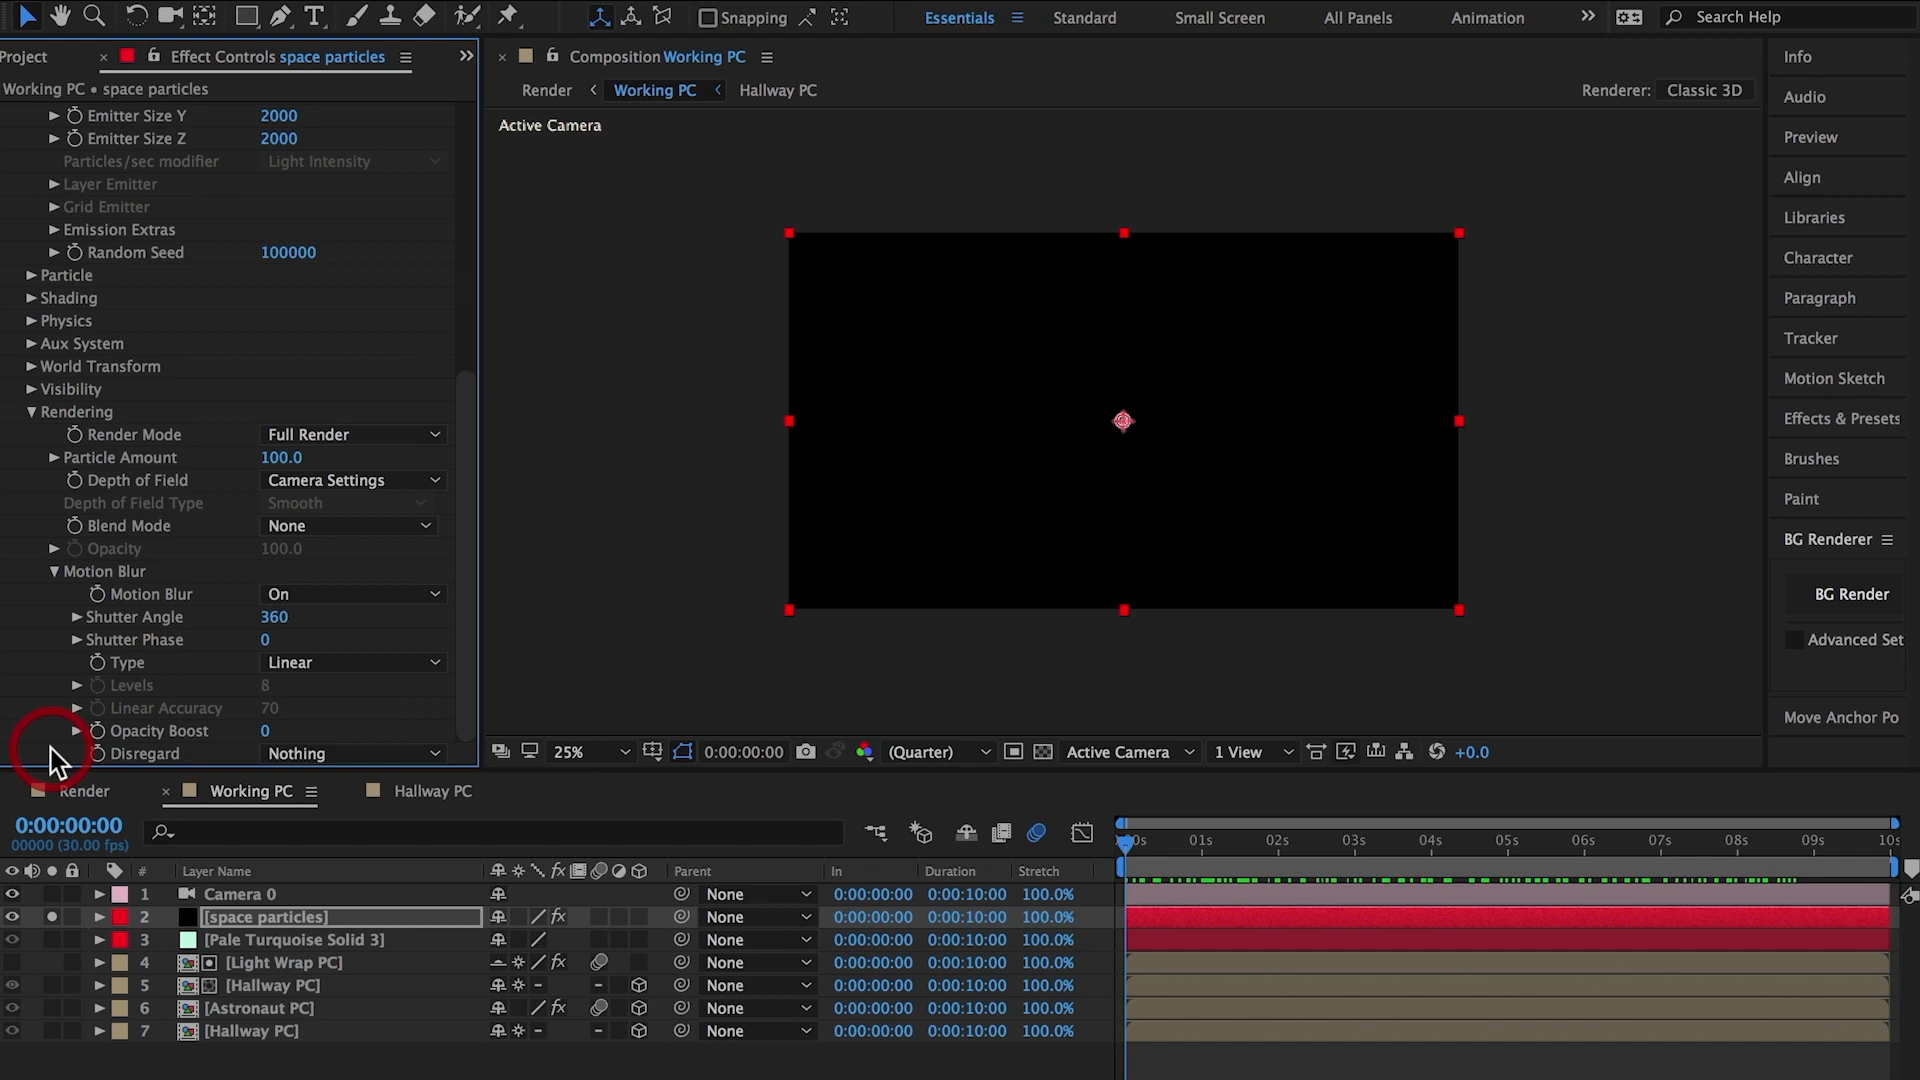 Snapping
Essentials
Standard
Small Screen
All Panels
Animation
Search Help
Project
Effect Controls space particles
Working PC • space particles
Emitter Size Y 2000
Emitter Size Z 2000
Particles/sec modifier Light Intensity
Layer Emitter
Grid Emitter
Emission Extras
Random Seed 100000
Particle
Shading
Physics
Aux System
World Transform
Visibility
Rendering
Render Mode Full Render
Particle Amount 100.0
Depth of Field Camera Settings
Depth of Field Type Smooth
Blend Mode None
Opacity 100.0
Motion Blur
Motion Blur On
Shutter Angle 360
Shutter Phase 0
Type Linear
Levels 8
Linear Accuracy 70
Opacity Boost 0
Disregard Nothing
Composition Working PC
Render Working PC Hallway PC
Renderer: Classic 3D
Active Camera
25% 0:00:00:00 (Quarter) Active Camera 1 View +0.0
Info
Audio
Preview
Align
Libraries
Character
Paragraph
Tracker
Motion Sketch
Effects & Presets
Brushes
Paint
BG Renderer
BG Render
Advanced Set
Move Anchor Po
Render Working PC Hallway PC
0:00:00:00
00000 (30.00 fps)
01s 02s 03s 04s 05s 06s 07s 08s 09s 10s
# Layer Name fx Parent In Duration Stretch
1 Camera 0 None 0:00:00:00 0:00:10:00 100.0%
2 [space particles] fx None 0:00:00:00 0:00:10:00 100.0%
3 [Pale Turquoise Solid 3] None 0:00:00:00 0:00:10:00 100.0%
4 [Light Wrap PC] fx None 0:00:00:00 0:00:10:00 100.0%
5 [Hallway PC] None 0:00:00:00 0:00:10:00 100.0%
6 [Astronaut PC] fx None 0:00:00:00 0:00:10:00 100.0%
7 [Hallway PC] None 0:00:00:00 0:00:10:00 100.0%